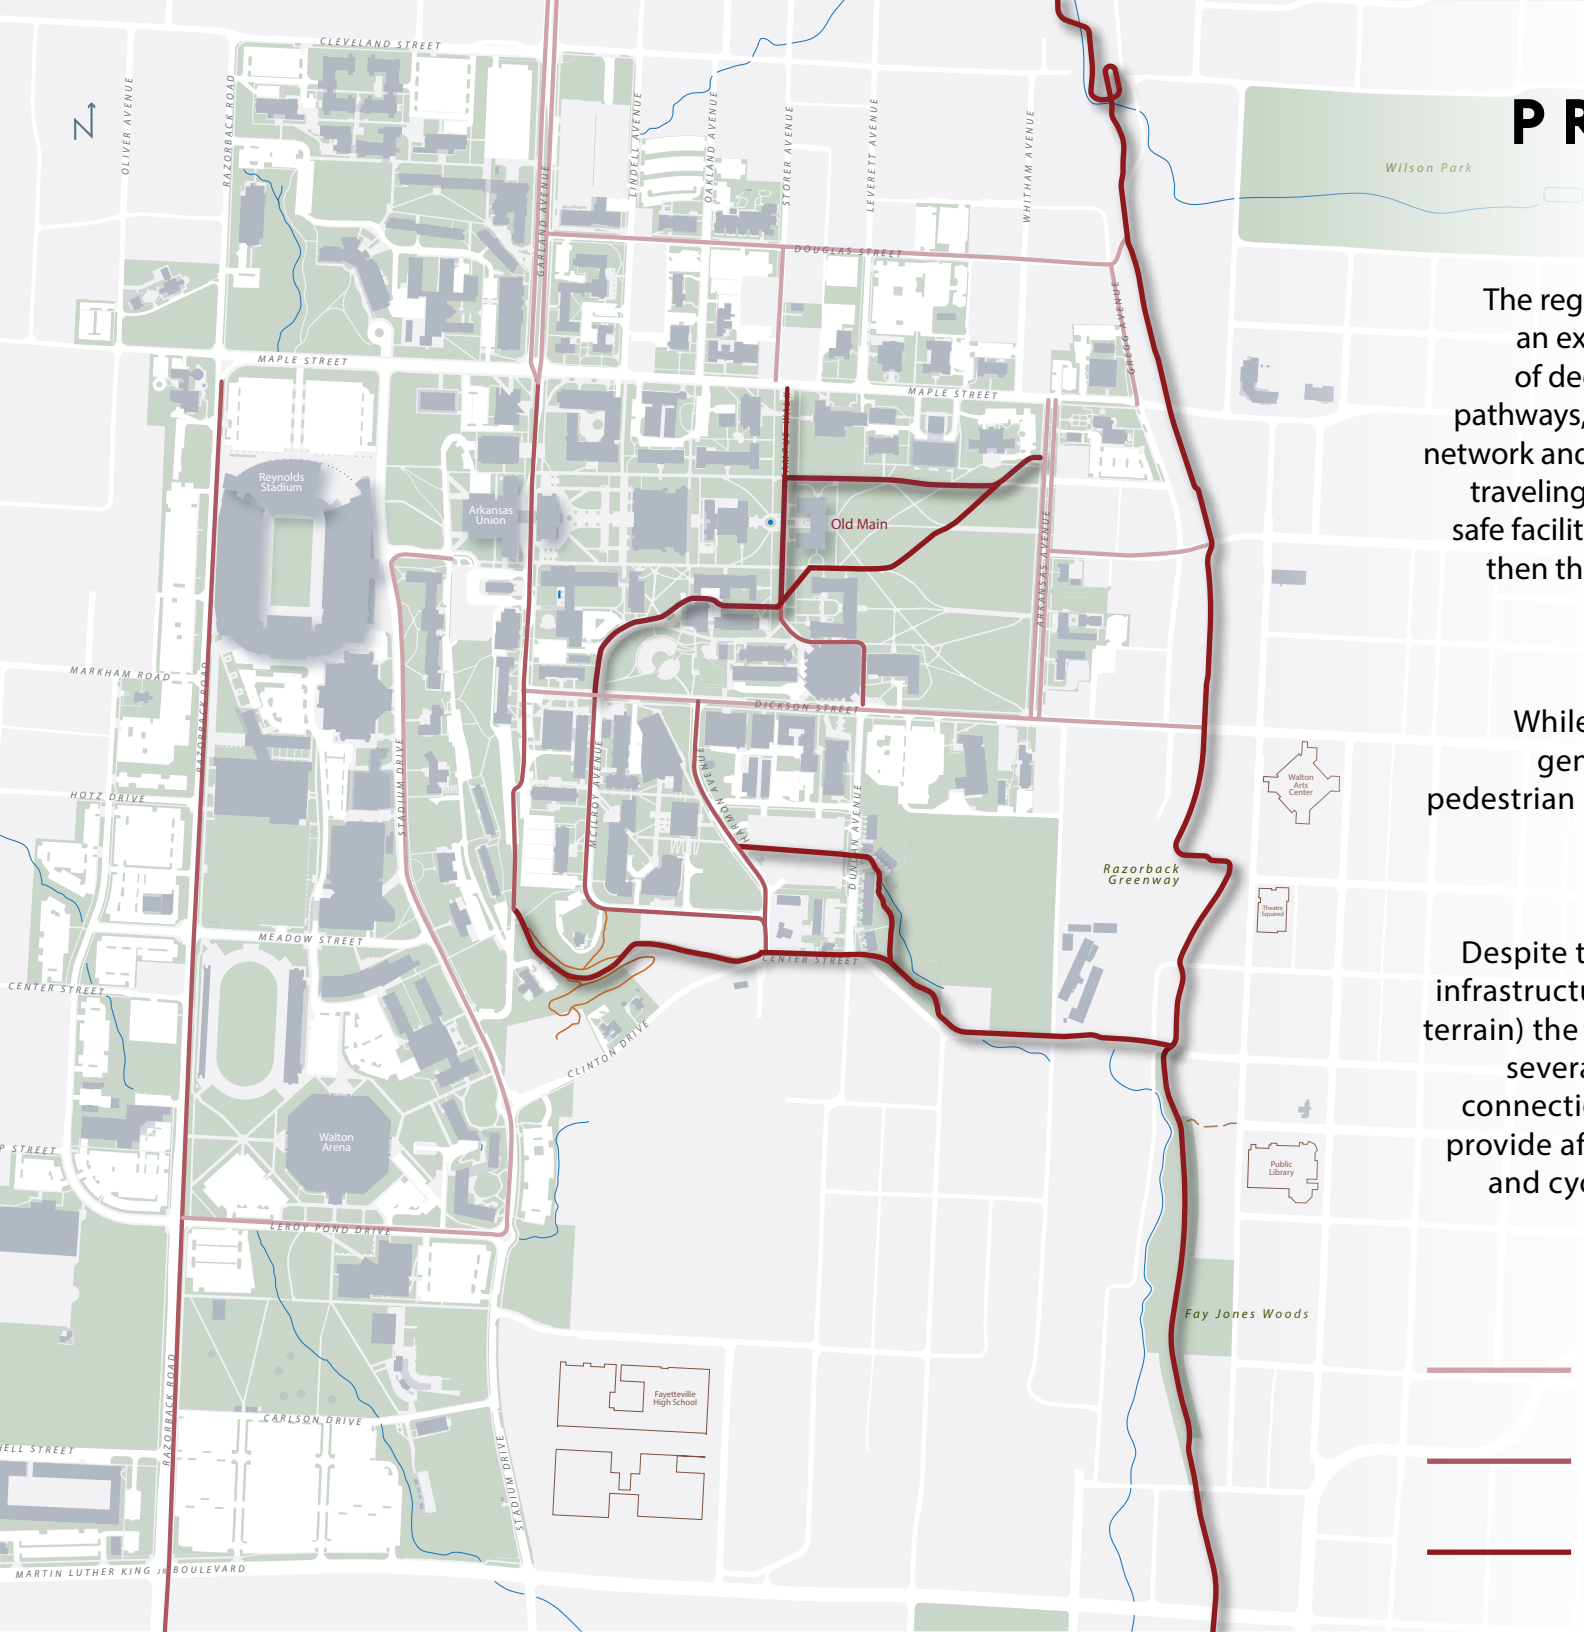 CLEVELAND STREET
OLIVER AVENUE
RAZORBACK ROAD
N
GARLAND AVENUE
LINDELL AVENUE
OAKLAND AVENUE
STORER AVENUE
LEVERETT AVENUE
WHITHAM AVENUE
PR
Wilson Park
DOUGLAS STREET
GREGG AVENUE
MAPLE STREET
MAPLE STREET
The reg
an ex
of de
pathways,
network and
traveling
safe facilit
then th
Reynolds
Stadium
Arkansas
Union
Old Main
ARKANSAS AVENUE
MARKHAM ROAD
RAZORBACK ROAD
DICKSON STREET
While
gen
pedestrian
HOTZ DRIVE
STADIUM DRIVE
MCILROY AVENUE
HARMON AVENUE
DUNCAN AVENUE
Walton
Arts
Center
Razorback
Greenway
Theatre
Squared
MEADOW STREET
CENTER STREET
CENTER STREET
CLINTON DRIVE
Despite t
infrastructu
terrain) the
severa
connecti
provide af
and cyc
Walton
Arena
P STREET
Public
Library
LEROY POND DRIVE
Fay Jones Woods
Fayetteville
High School
RAZORBACK ROAD
CARLSON DRIVE
HELL STREET
STADIUM DRIVE
MARTIN LUTHER KING JR BOULEVARD